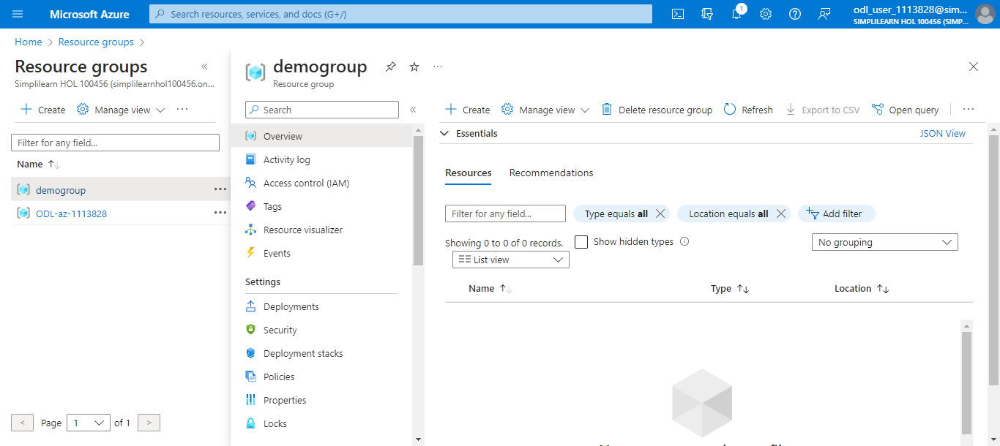 Microsoft Azure
Search resources, services, and docs (G+/)
1
odl_user_1113828@sim...
SIMPLILEARN HOL 100456 (SIMP...
Home > Resource groups >
Resource groups
«
Simplilearn HOL 100456 (simplilearnhol100456.on...
Create
Manage view
...
Filter for any field...
Name
demogroup
...
ODL-az-1113828
...
< Page 1 of 1 >
demogroup
...
Resource group
Search
«
Overview
Activity log
Access control (IAM)
Tags
Resource visualizer
Events
Settings
Deployments
Security
Deployment stacks
Policies
Properties
Locks
Create
Manage view
Delete resource group
Refresh
Export to CSV
Open query
...
Essentials
JSON View
Resources
Recommendations
Filter for any field...
Type equals all
Location equals all
Add filter
Showing 0 to 0 of 0 records.
Show hidden types
No grouping
List view
Name
Type
Location